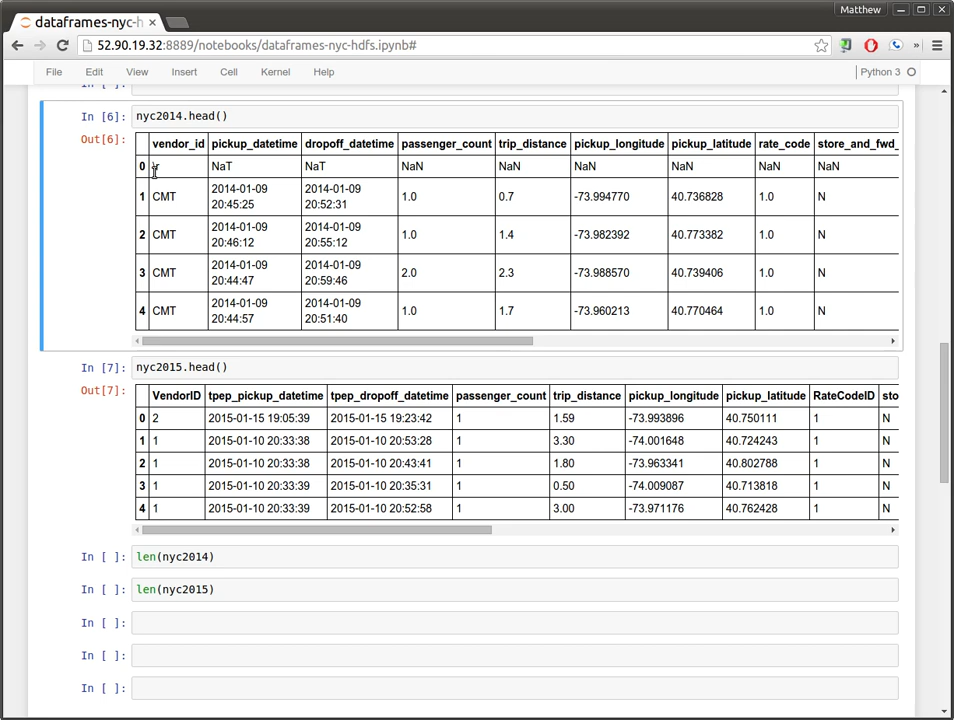 Matthew
dataframes-nyc-h
52.90.19.32:8889/notebooks/dataframes-nyc-hdfs.ipynb#
File Edit View Insert Cell Kernel Help Python 3
In [6]: nyc2014.head()
Out[6]:
vendor_id pickup_datetime dropoff_datetime passenger_count trip_distance pickup_longitude pickup_latitude rate_code store_and_fwd_
0 NaT NaT NaN NaN NaN NaN NaN NaN
1 CMT 2014-01-09 20:45:25 2014-01-09 20:52:31 1.0 0.7 -73.994770 40.736828 1.0 N
2 CMT 2014-01-09 20:46:12 2014-01-09 20:55:12 1.0 1.4 -73.982392 40.773382 1.0 N
3 CMT 2014-01-09 20:44:47 2014-01-09 20:59:46 2.0 2.3 -73.988570 40.739406 1.0 N
4 CMT 2014-01-09 20:44:57 2014-01-09 20:51:40 1.0 1.7 -73.960213 40.770464 1.0 N
In [7]: nyc2015.head()
Out[7]:
VendorID tpep_pickup_datetime tpep_dropoff_datetime passenger_count trip_distance pickup_longitude pickup_latitude RateCodeID sto
0 2 2015-01-15 19:05:39 2015-01-15 19:23:42 1 1.59 -73.993896 40.750111 1 N
1 1 2015-01-10 20:33:38 2015-01-10 20:53:28 1 3.30 -74.001648 40.724243 1 N
2 1 2015-01-10 20:33:38 2015-01-10 20:43:41 1 1.80 -73.963341 40.802788 1 N
3 1 2015-01-10 20:33:39 2015-01-10 20:35:31 1 0.50 -74.009087 40.713818 1 N
4 1 2015-01-10 20:33:39 2015-01-10 20:52:58 1 3.00 -73.971176 40.762428 1 N
In [ ]: len(nyc2014)
In [ ]: len(nyc2015)
In [ ]:
In [ ]:
In [ ]: